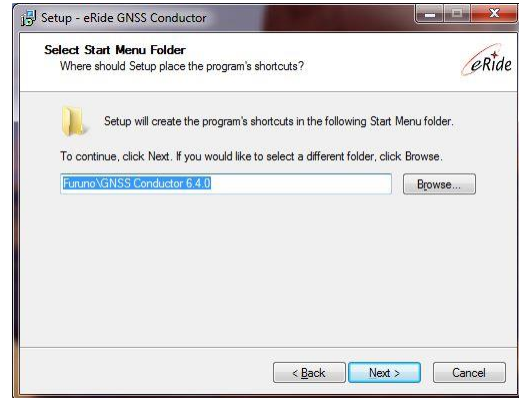 Setup - eRide GNSS Conductor
Select Start Menu Folder
Where should Setup place the program's shortcuts?
eRide
Setup will create the program's shortcuts in the following Start Menu folder.
To continue, click Next. If you would like to select a different folder, click Browse.
Furuno\GNSS Conductor 6.4.0
Browse...
< Back
Next >
Cancel